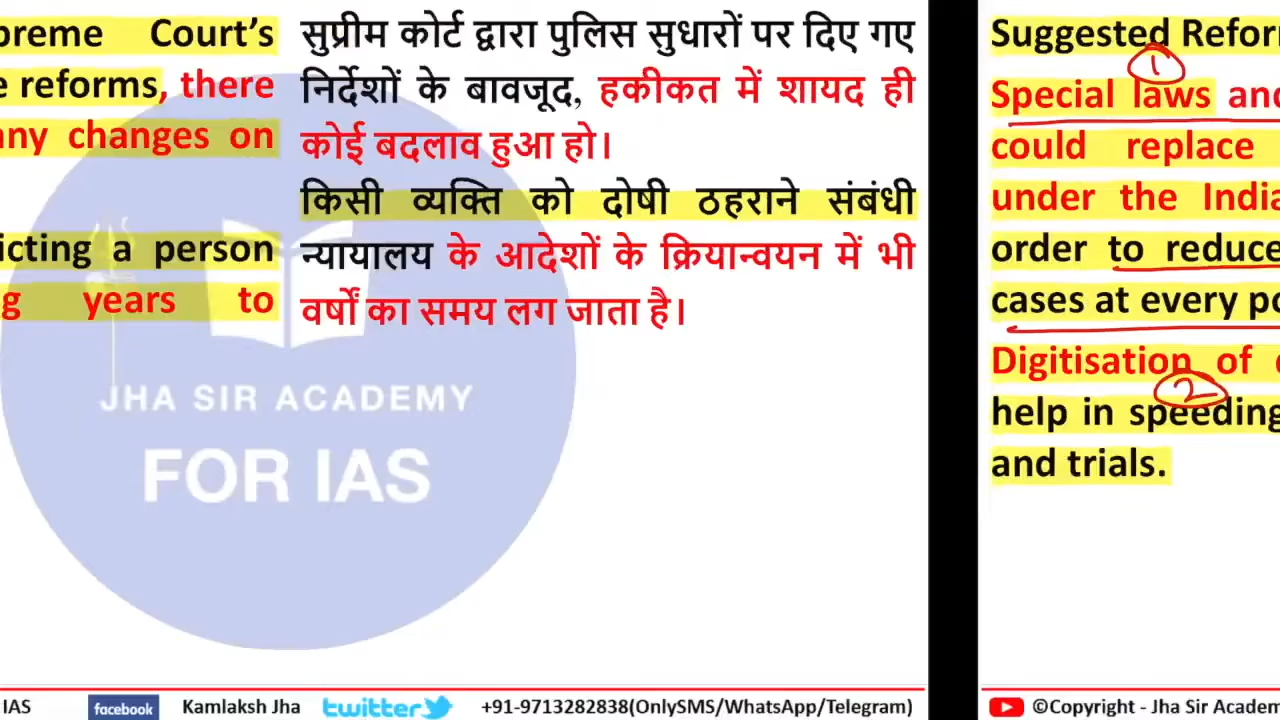 preme Court's
e reforms, there
any changes on
icting a person
g years to
सुप्रीम कोर्ट द्वारा पुलिस सुधारों पर दिए गए
निर्देशों के बावजूद, हकीकत में शायद ही
कोई बदलाव हुआ हो।
किसी व्यक्ति को दोषी ठहराने संबंधी
न्यायालय के आदेशों के क्रियान्वयन में भी
वर्षों का समय लग जाता है।
JHA SIR ACADEMY
FOR IAS
IAS facebook Kamlaksh Jha twitter +91-9713282838(OnlySMS/WhatsApp/Telegram)
Suggested Refor
1
Special laws and
could replace
under the India
order to reduce
cases at every po
Digitisation of
2
help in speeding
and trials.
©Copyright - Jha Sir Academ